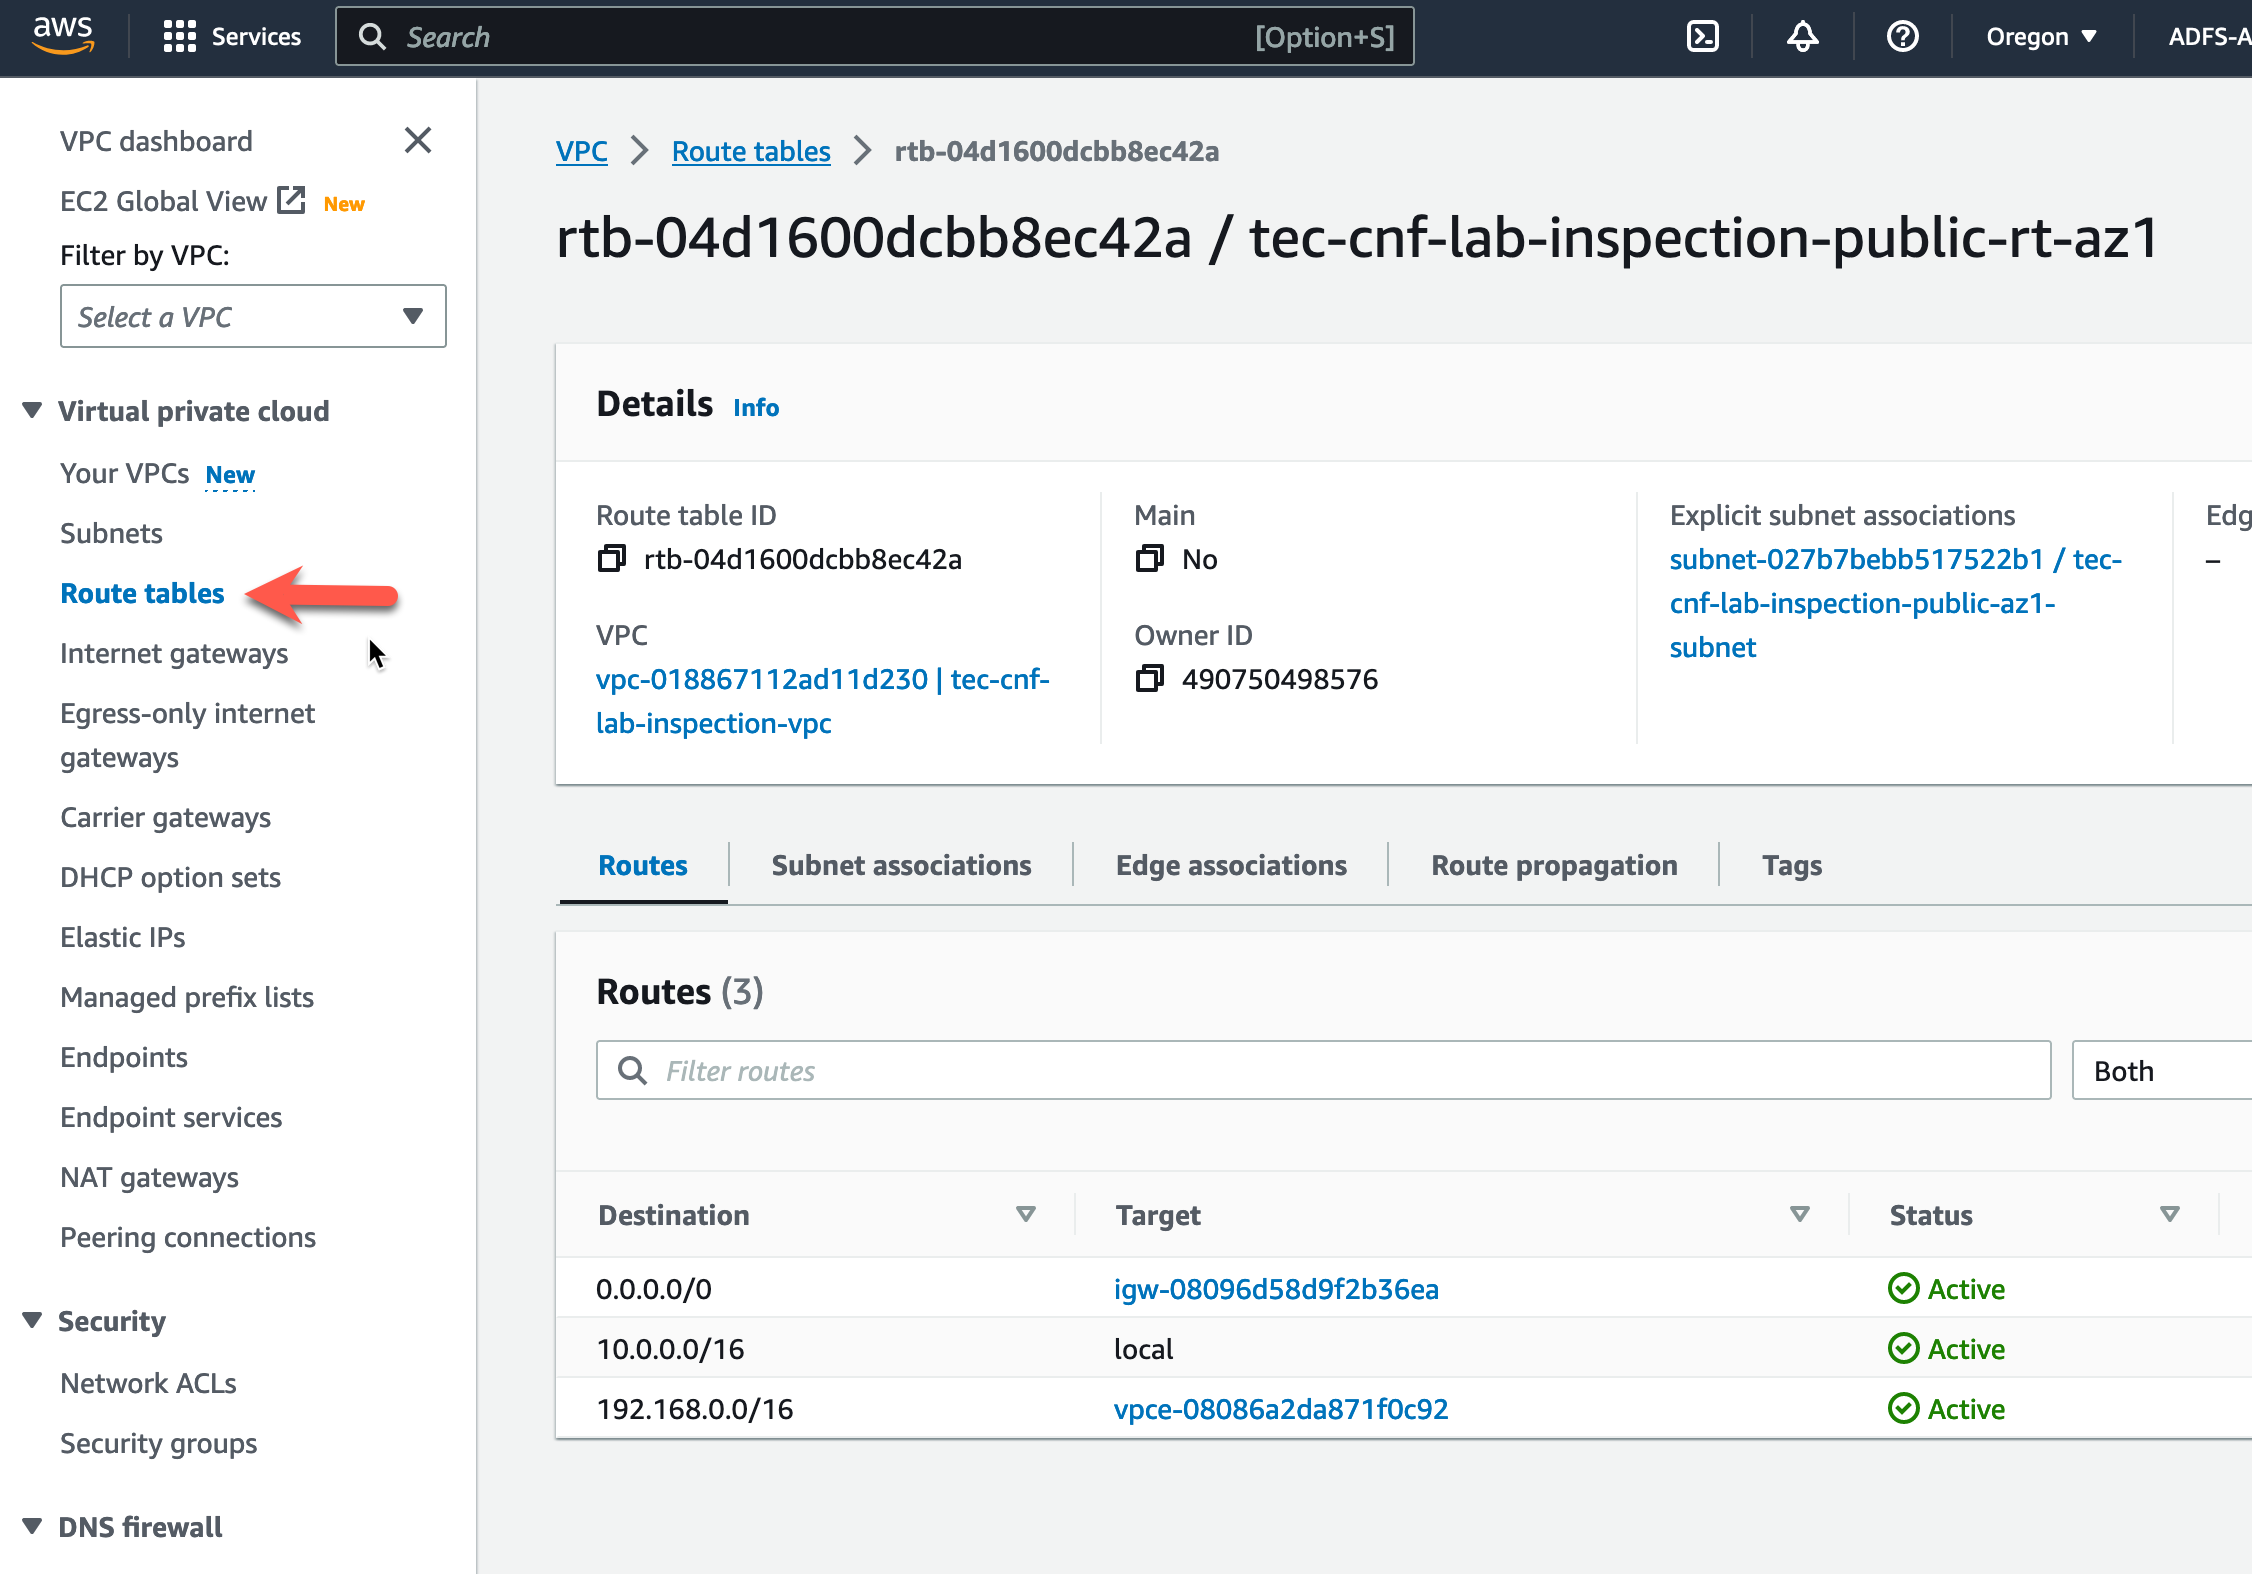 aws
Services
Search
[Option+S]
Oregon
ADFS-A
VPC dashboard
EC2 Global View New
Filter by VPC:
Select a VPC
Virtual private cloud
Your VPCs New
Subnets
Route tables
Internet gateways
Egress-only internet
gateways
Carrier gateways
DHCP option sets
Elastic IPs
Managed prefix lists
Endpoints
Endpoint services
NAT gateways
Peering connections
Security
Network ACLs
Security groups
DNS firewall
VPC > Route tables > rtb-04d1600dcbb8ec42a
rtb-04d1600dcbb8ec42a / tec-cnf-lab-inspection-public-rt-az1
Details Info
Route table ID
rtb-04d1600dcbb8ec42a
VPC
vpc-018867112ad11d230 | tec-cnf-
lab-inspection-vpc
Main
No
Owner ID
490750498576
Explicit subnet associations
subnet-027b7bebb517522b1 / tec-
cnf-lab-inspection-public-az1-
subnet
Edg
–
Routes
Subnet associations
Edge associations
Route propagation
Tags
Routes (3)
Filter routes
Both
Destination Target Status
0.0.0.0/0 igw-08096d58d9f2b36ea Active
10.0.0.0/16 local Active
192.168.0.0/16 vpce-08086a2da871f0c92 Active